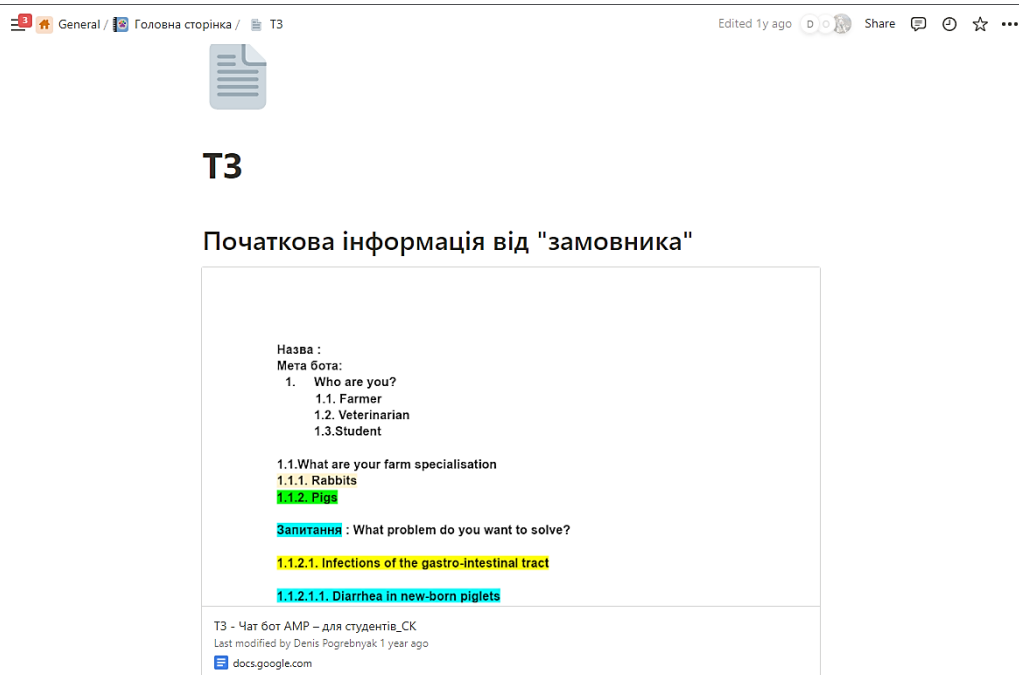 3 General / Головна сторінка / ТЗ
Edited 1y ago D O Share
ТЗ
Початкова інформація від "замовника"
Назва :
Мета бота:
1. Who are you?
1.1. Farmer
1.2. Veterinarian
1.3.Student
1.1.What are your farm specialisation
1.1.1. Rabbits
1.1.2. Pigs
Запитання : What problem do you want to solve?
1.1.2.1. Infections of the gastro-intestinal tract
1.1.2.1.1. Diarrhea in new-born piglets
ТЗ - Чат бот АМР – для студентів_СК
Last modified by Denis Pogrebnyak 1 year ago
docs.google.com